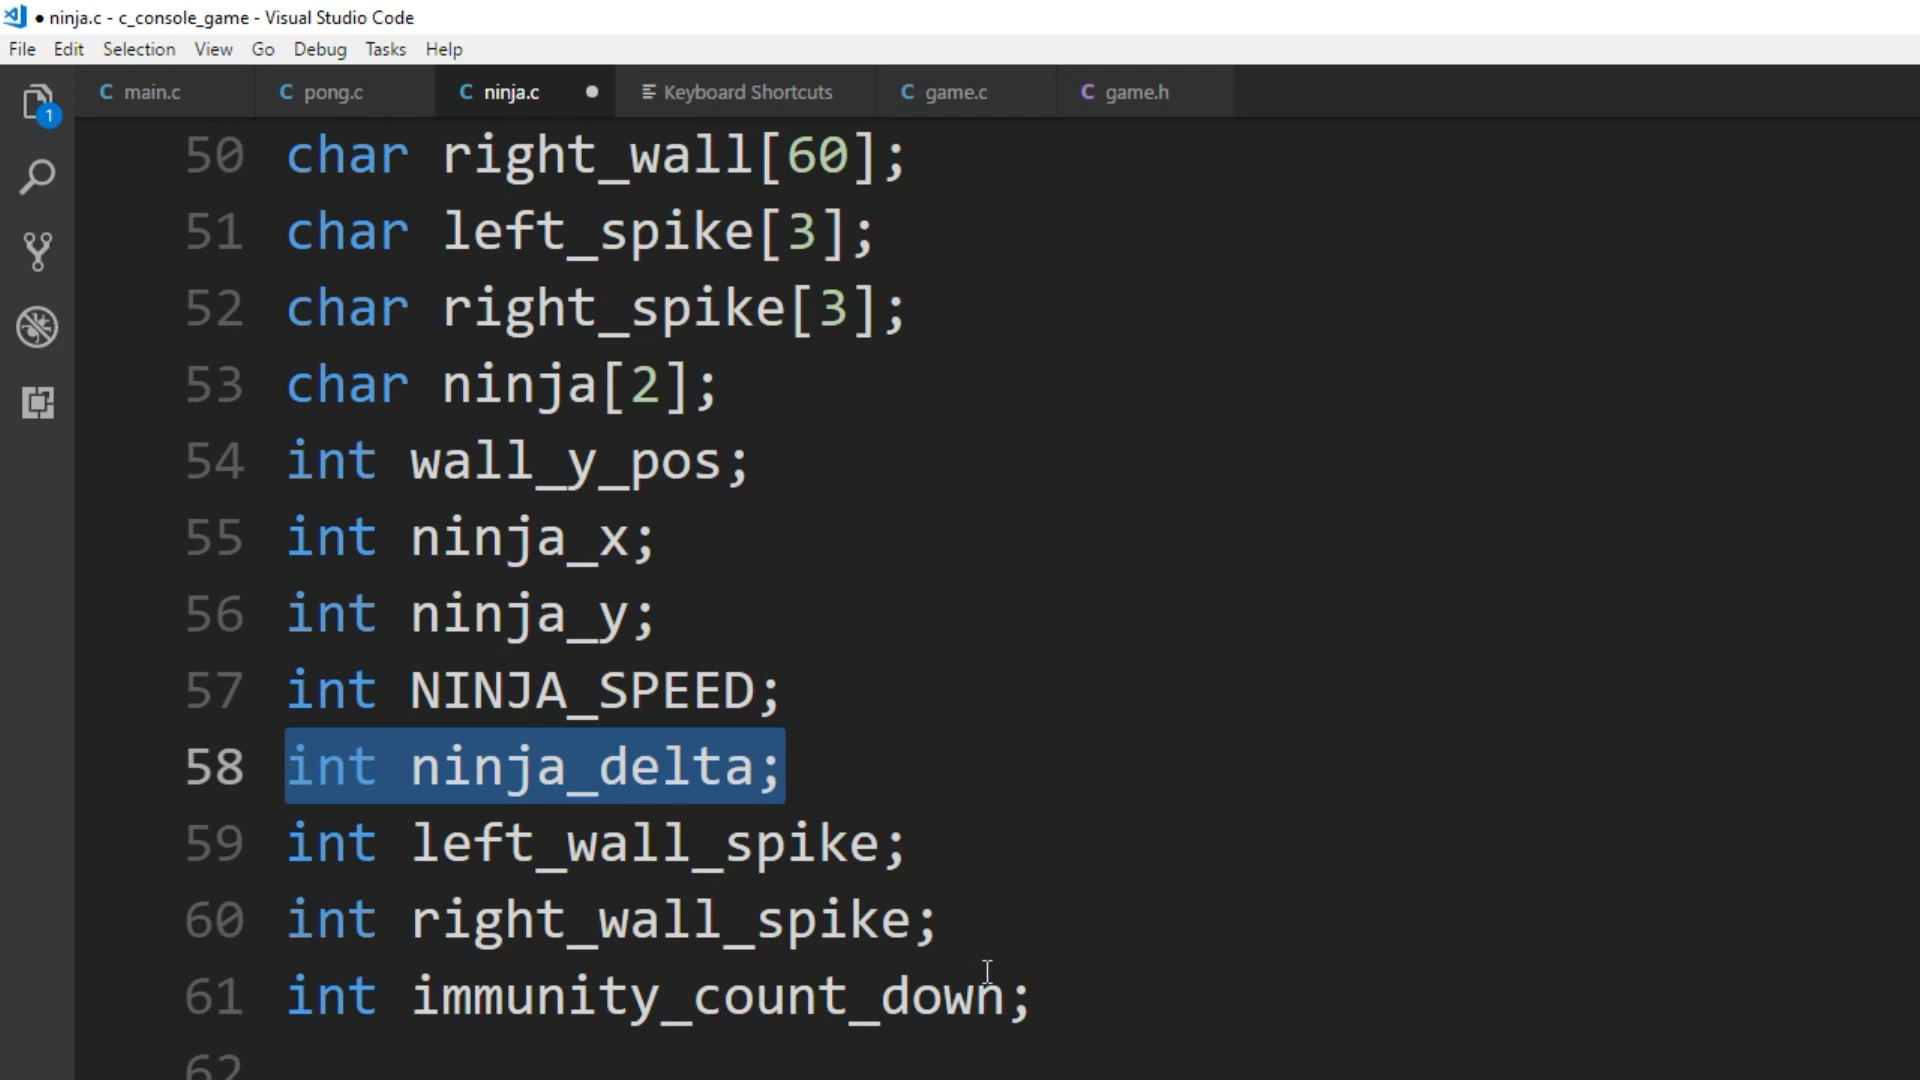 ● ninja.c - c_console_game - Visual Studio Code
File Edit Selection View Go Debug Tasks Help
C main.c C pong.c C ninja.c ● Keyboard Shortcuts C game.c C game.h
1
50 char right_wall[60];
51 char left_spike[3];
52 char right_spike[3];
53 char ninja[2];
54 int wall_y_pos;
55 int ninja_x;
56 int ninja_y;
57 int NINJA_SPEED;
58 int ninja_delta;
59 int left_wall_spike;
60 int right_wall_spike;
61 int immunity_count_down;
62